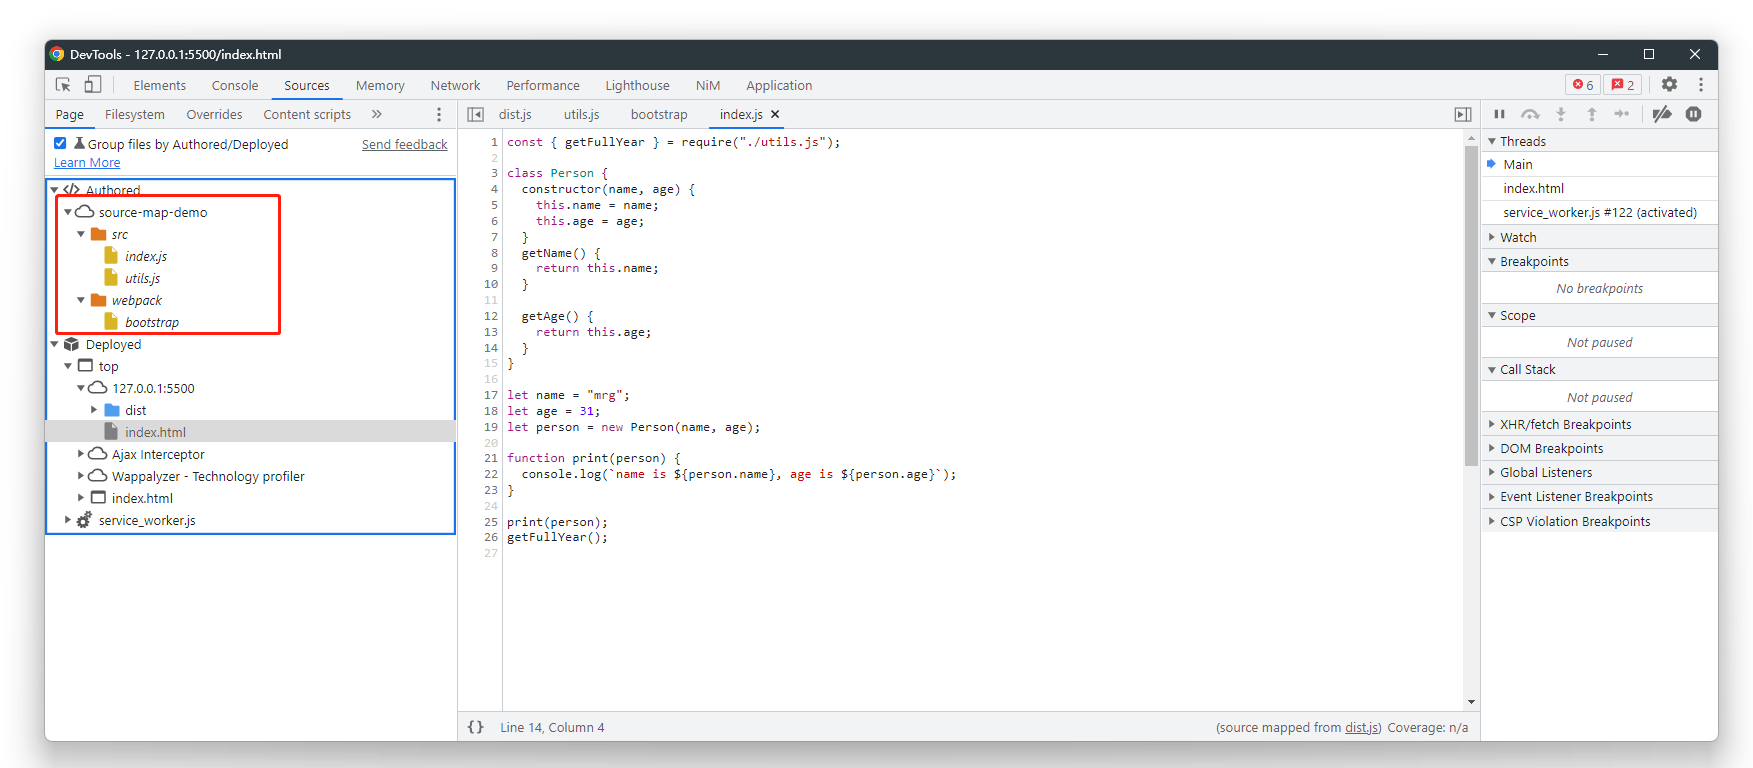 DevTools - 127.0.0.1:5500/index.html
Elements Console Sources Memory Network Performance Lighthouse NiM Application 6 2
Page Filesystem Overrides Content scripts »
Group files by Authored/Deployed Send feedback
Learn More
</> Authored
source-map-demo
src
index.js
utils.js
webpack
bootstrap
Deployed
top
127.0.0.1:5500
dist
index.html
Ajax Interceptor
Wappalyzer - Technology profiler
index.html
service_worker.js
dist.js utils.js bootstrap index.js ×
1 const { getFullYear } = require("./utils.js");
2
3 class Person {
4 constructor(name, age) {
5 this.name = name;
6 this.age = age;
7 }
8 getName() {
9 return this.name;
10 }
11
12 getAge() {
13 return this.age;
14 }
15 }
16
17 let name = "mrg";
18 let age = 31;
19 let person = new Person(name, age);
20
21 function print(person) {
22 console.log(`name is ${person.name}, age is ${person.age}`);
23 }
24
25 print(person);
26 getFullYear();
27
{} Line 14, Column 4 (source mapped from dist.js) Coverage: n/a
Threads
Main
index.html
service_worker.js #122 (activated)
Watch
Breakpoints
No breakpoints
Scope
Not paused
Call Stack
Not paused
XHR/fetch Breakpoints
DOM Breakpoints
Global Listeners
Event Listener Breakpoints
CSP Violation Breakpoints